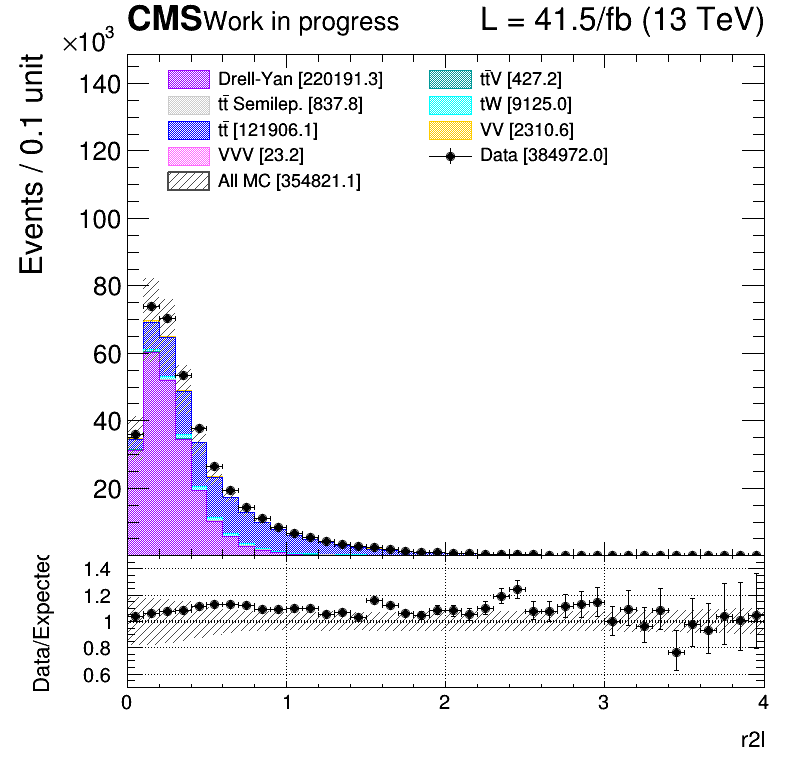 CMS Work in progress L = 41.5/fb (13 TeV)
×10³
Events / 0.1 unit
140
120
100
80
60
40
20
Drell-Yan [220191.3]
tt̄ Semilep. [837.8]
tt̄ [121906.1]
VVV [23.2]
All MC [354821.1]
tt̄V [427.2]
tW [9125.0]
VV [2310.6]
Data [384972.0]
Data/Expected
1.4
1.2
1
0.8
0.6
0 1 2 3 4
r2l